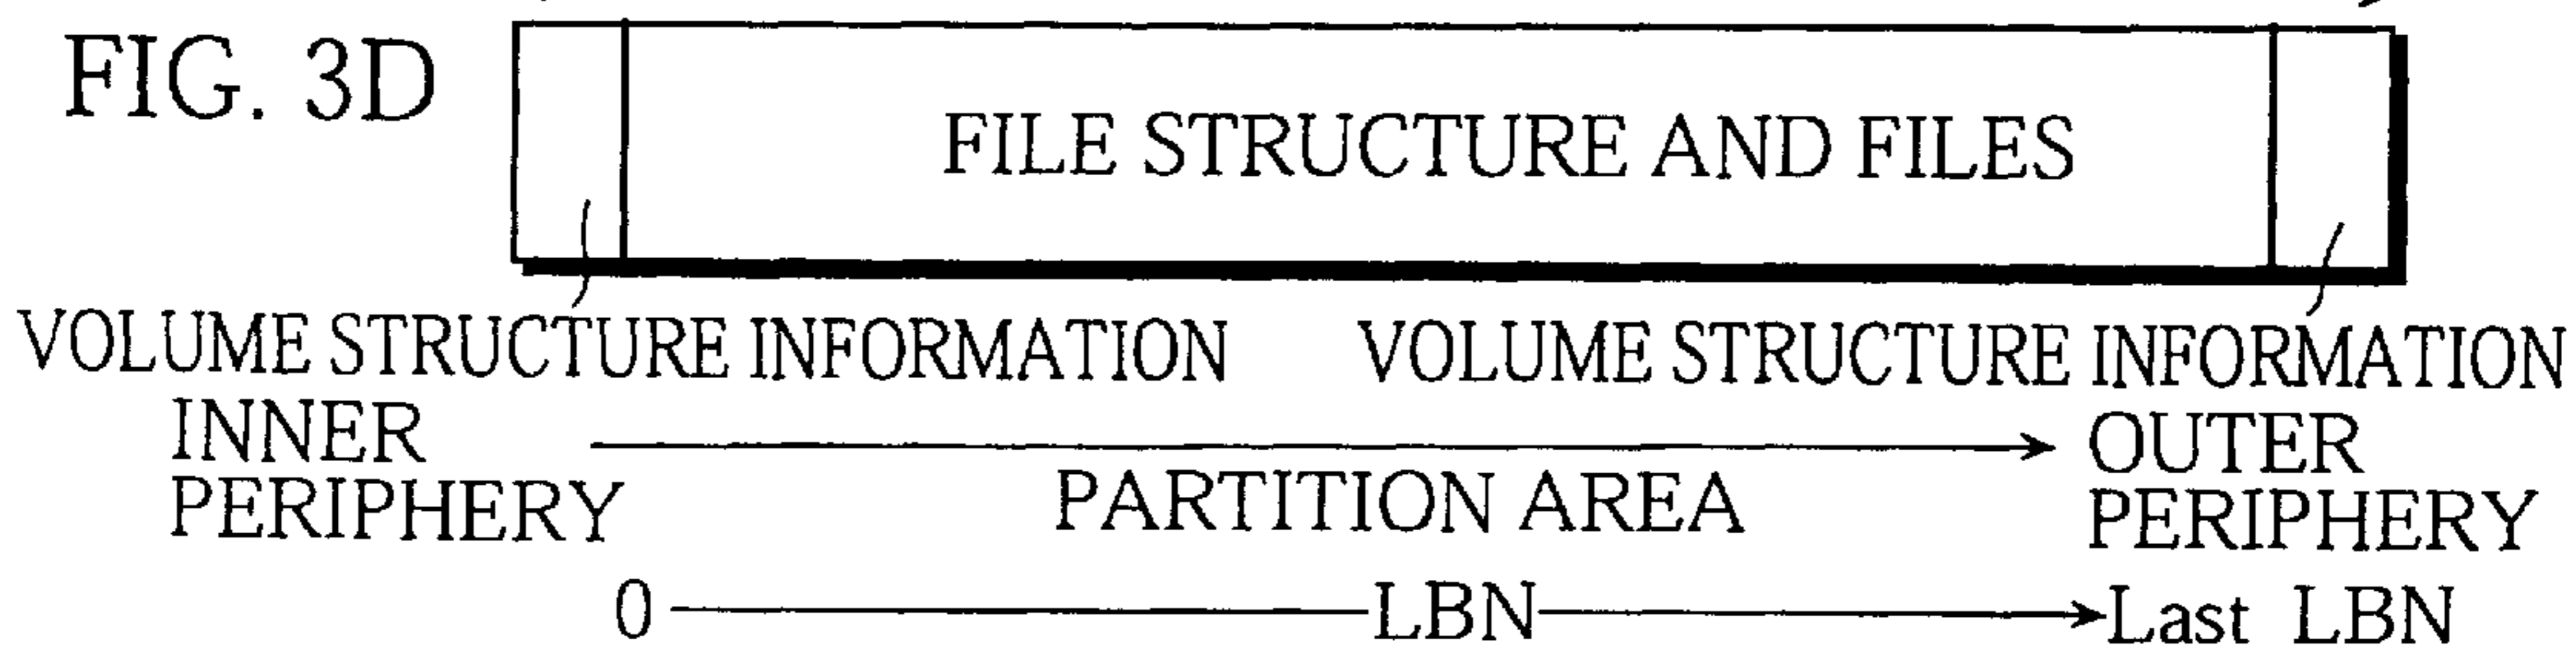 FIG. 3D
FILE STRUCTURE AND FILES
VOLUME STRUCTURE INFORMATION VOLUME STRUCTURE INFORMATION
INNER PERIPHERY
PARTITION AREA
OUTER PERIPHERY
0 LBN Last LBN